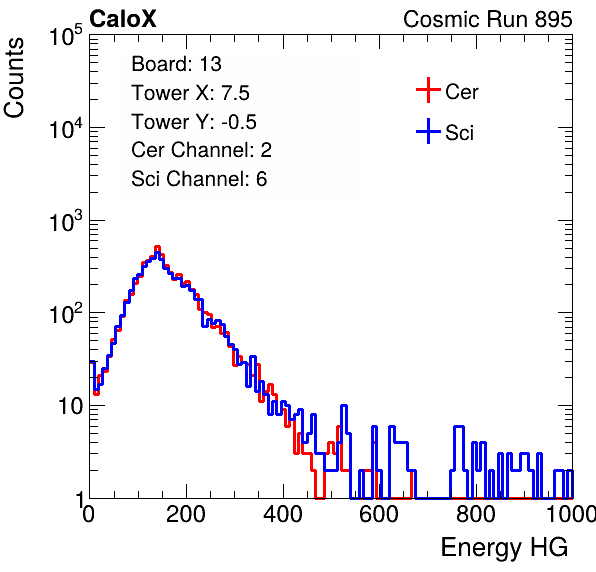 CaloX Cosmic Run 895
Counts
10^5
10^4
10^3
10^2
10
1
Board: 13
Tower X: 7.5
Tower Y: -0.5
Cer Channel: 2
Sci Channel: 6
Cer
Sci
0 200 400 600 800 1000
Energy HG